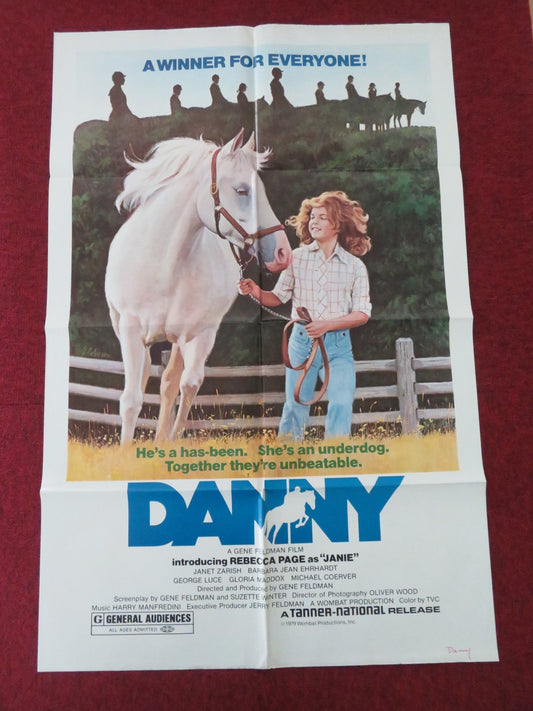 A WINNER FOR EVERYONE!
He's a has-been. She's an underdog.
Together they're unbeatable.
DANNY
A GENE FELDMAN FILM
introducing REBECCA PAGE as "JANIE"
JANET ZARISH BARBARA JEAN EHRHARDT
GEORGE LUCE GLORIA MADDOX MICHAEL COERVER
Directed and Produced by GENE FELDMAN
Screenplay by GENE FELDMAN and SUZETTE WINTER Director of Photography OLIVER WOOD
Music HARRY MANFREDINI Executive Producer JERRY FELDMAN A WOMBAT PRODUCTION Color by TVC
G GENERAL AUDIENCES
ALL AGES ADMITTED
A TANNER-NATIONAL RELEASE
© 1979 Wombat Productions, Inc.
Danny